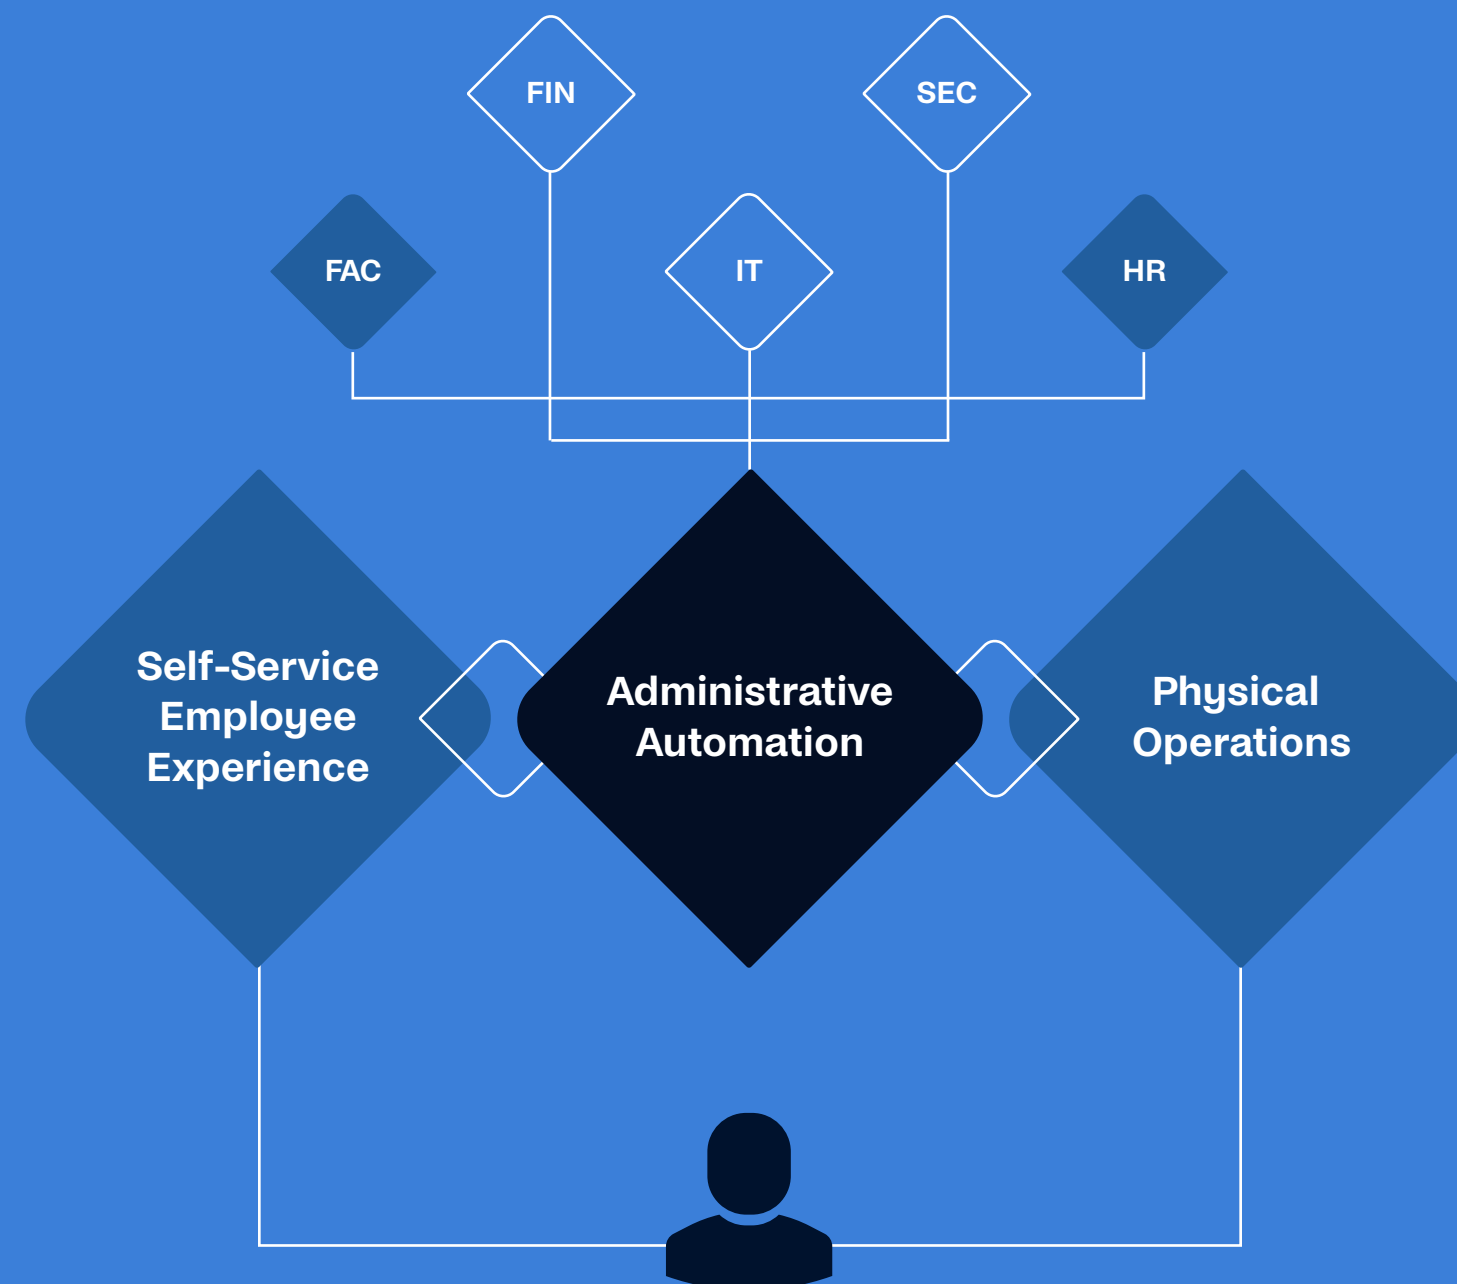 FIN
SEC
FAC
IT
HR
Self-Service
Employee
Experience
Administrative
Automation
Physical
Operations